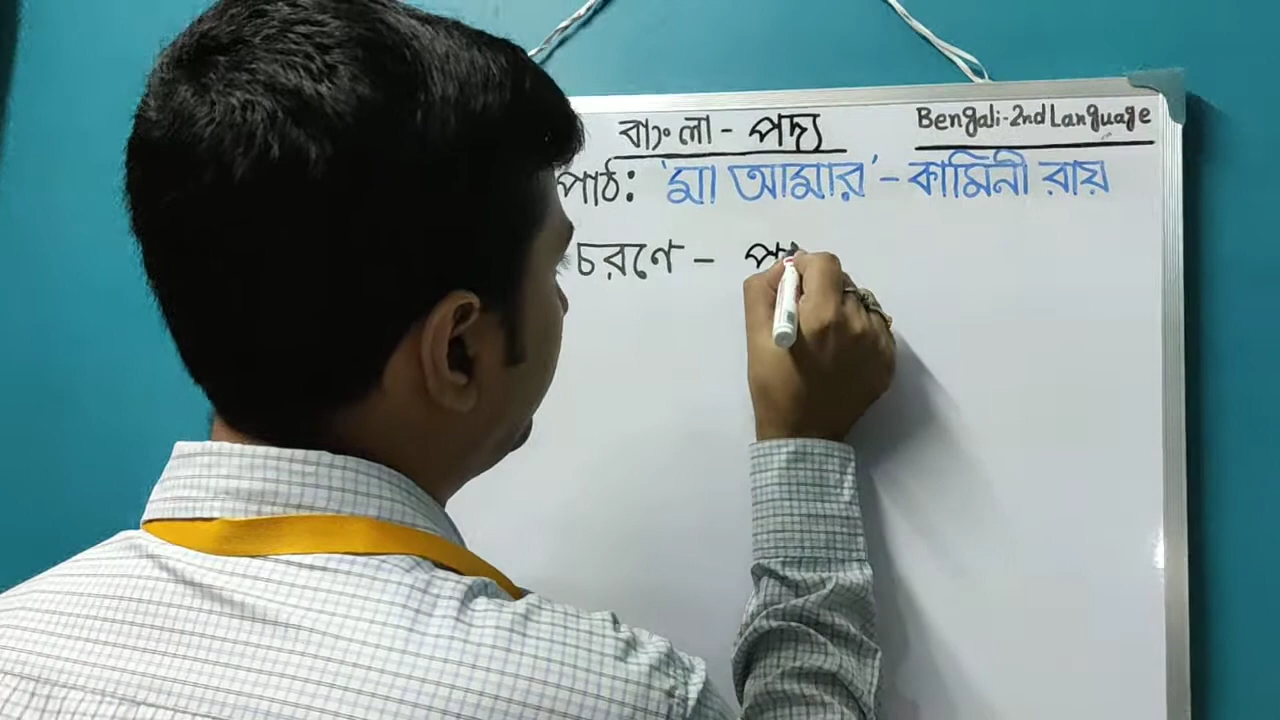 বাংলা - পদ্য
Bengali-2nd Language
পাঠ: 'মা আমার' - কামিনী রায়
চরণে -